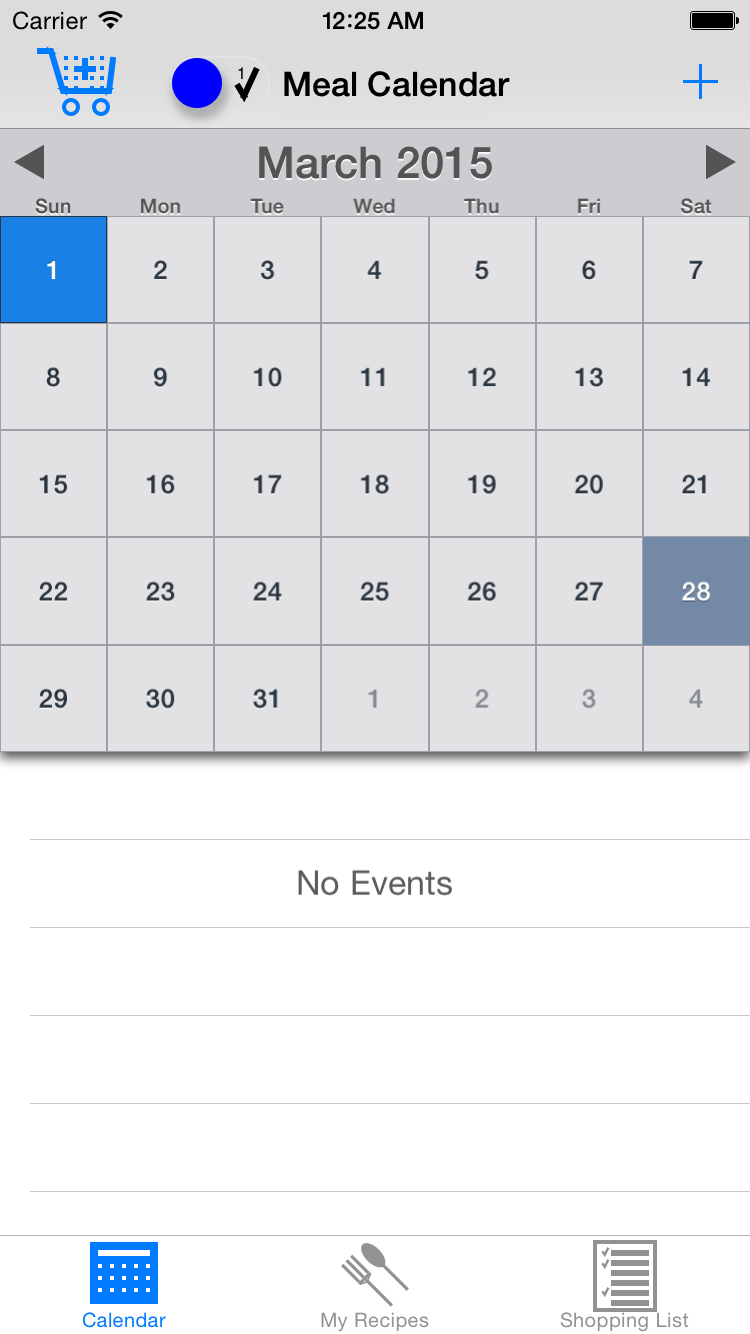 Carrier 12:25 AM
1 Meal Calendar
March 2015
Sun Mon Tue Wed Thu Fri Sat
1 2 3 4 5 6 7
8 9 10 11 12 13 14
15 16 17 18 19 20 21
22 23 24 25 26 27 28
29 30 31 1 2 3 4
No Events
Calendar My Recipes Shopping List